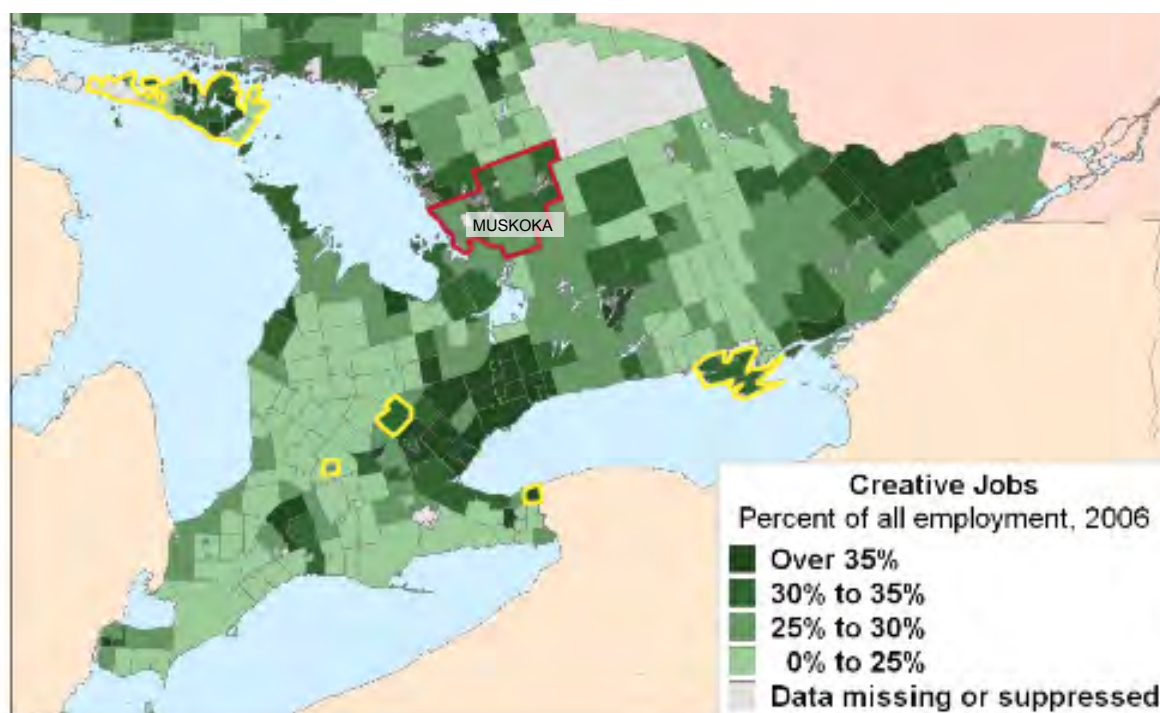 MUSKOKA
Creative Jobs
Percent of all employment, 2006
Over 35%
30% to 35%
25% to 30%
0% to 25%
Data missing or suppressed